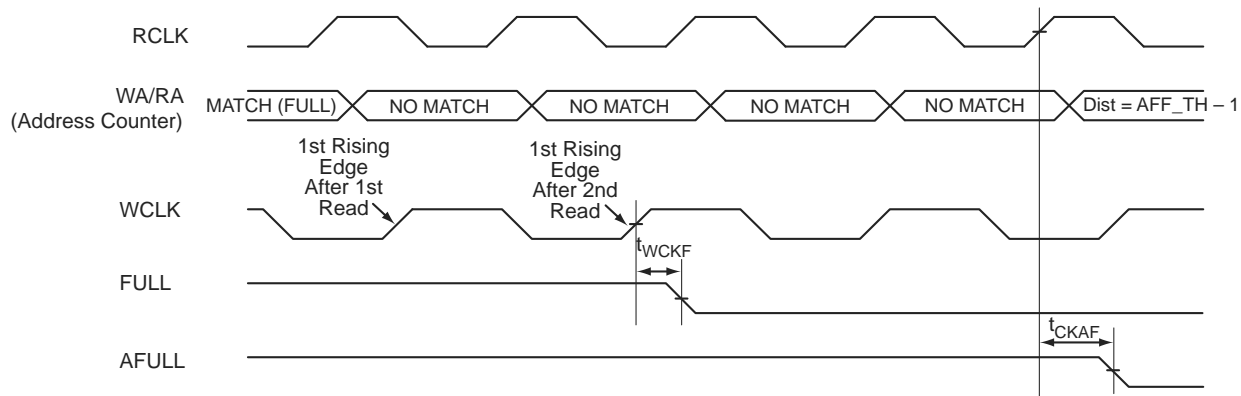 RCLK
WA/RA
(Address Counter)
MATCH (FULL)
NO MATCH
NO MATCH
NO MATCH
NO MATCH
Dist = AFF_TH – 1
1st Rising
Edge
After 1st
Read
1st Rising
Edge
After 2nd
Read
WCLK
tWCKF
FULL
tCKAF
AFULL